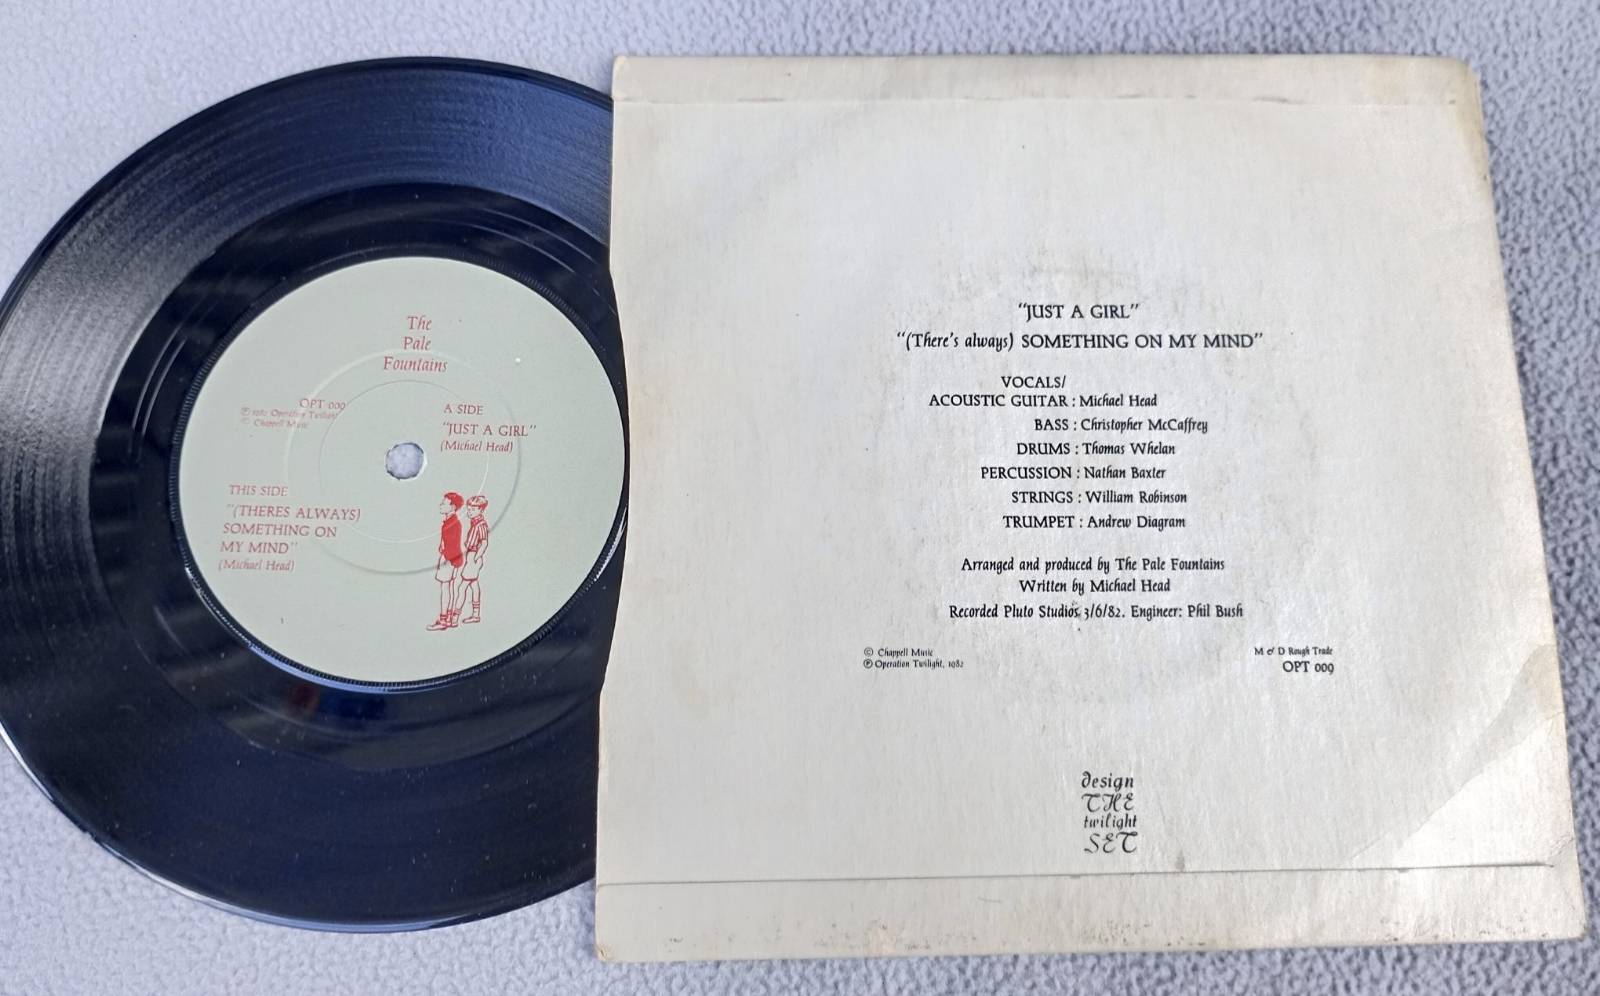 The
Pale
Fountains
OPT 009
Ⓟ 1982 Operation Twilight
© Chappell Music
A SIDE
"JUST A GIRL"
(Michael Head)
THIS SIDE
"(THERES ALWAYS)
SOMETHING ON
MY MIND"
(Michael Head)
"JUST A GIRL"
"(There's always) SOMETHING ON MY MIND"
VOCALS/
ACOUSTIC GUITAR : Michael Head
BASS : Christopher McCaffrey
DRUMS : Thomas Whelan
PERCUSSION : Nathan Baxter
STRINGS : William Robinson
TRUMPET : Andrew Diagram
Arranged and produced by The Pale Fountains
Written by Michael Head
Recorded Pluto Studios 3/6/82. Engineer: Phil Bush
© Chappell Music
Ⓟ Operation Twilight, 1982
M & D Rough Trade
OPT 009
design
THE
twilight
SET